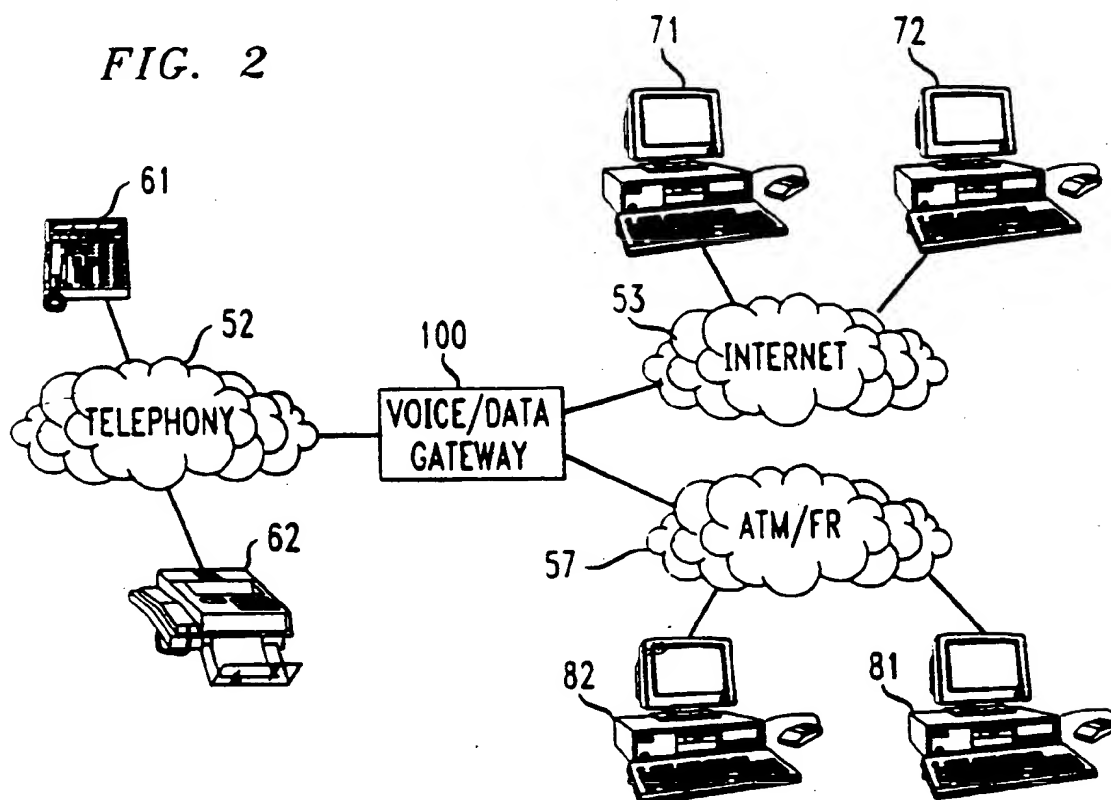 FIG. 2
71
72
61
52
53
100
INTERNET
TELEPHONY
VOICE/DATA
GATEWAY
ATM/FR
62
57
82
81